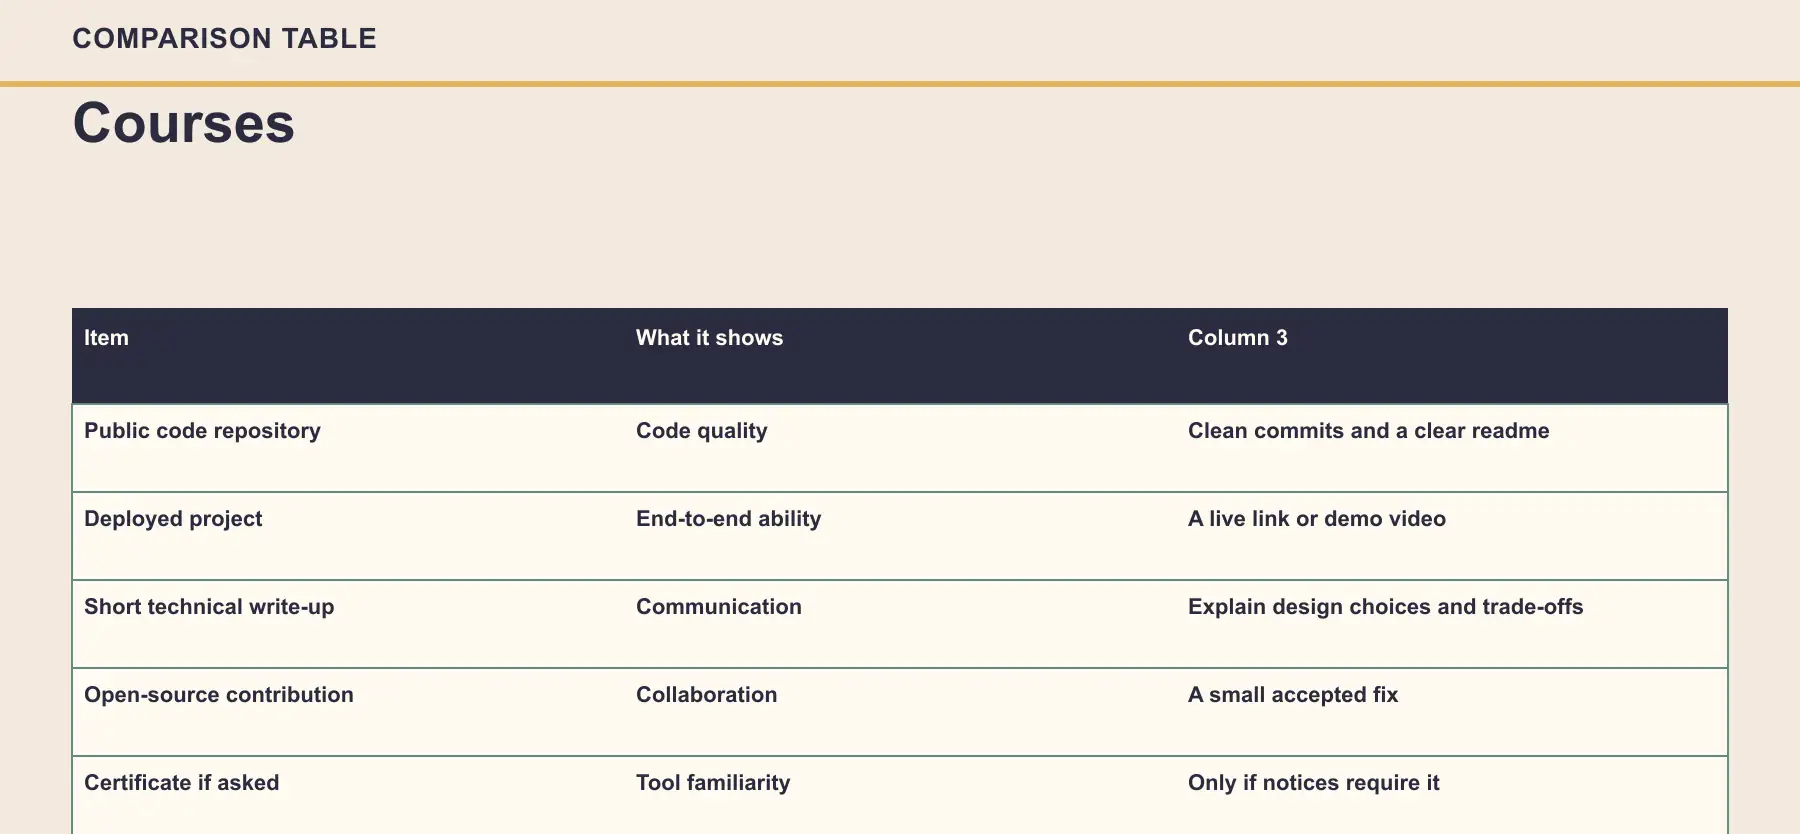 COMPARISON TABLE
Courses
Item What it shows Column 3
Public code repository Code quality Clean commits and a clear readme
Deployed project End-to-end ability A live link or demo video
Short technical write-up Communication Explain design choices and trade-offs
Open-source contribution Collaboration A small accepted fix
Certificate if asked Tool familiarity Only if notices require it